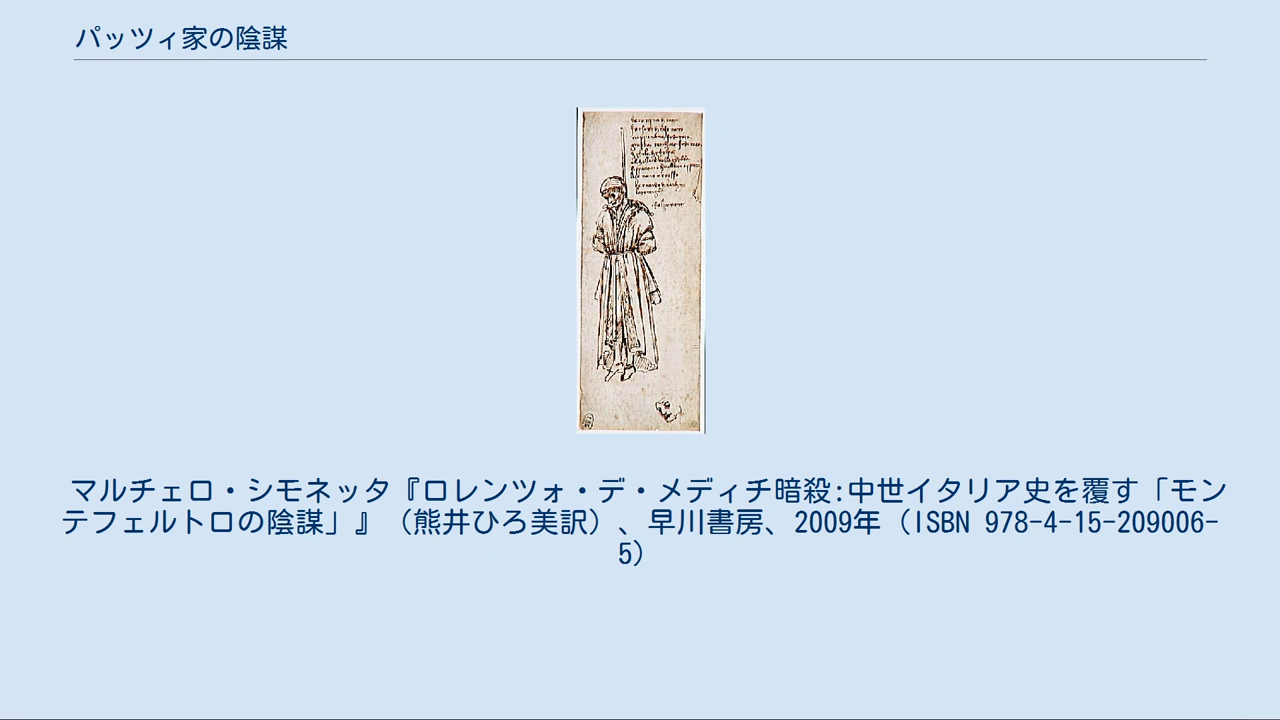 パッツィ家の陰謀
マルチェロ・シモネッタ『ロレンツォ・デ・メディチ暗殺:中世イタリア史を覆す「モン
テフェルトロの陰謀」』（熊井ひろ美訳）、早川書房、2009年（ISBN 978-4-15-209006-
5）